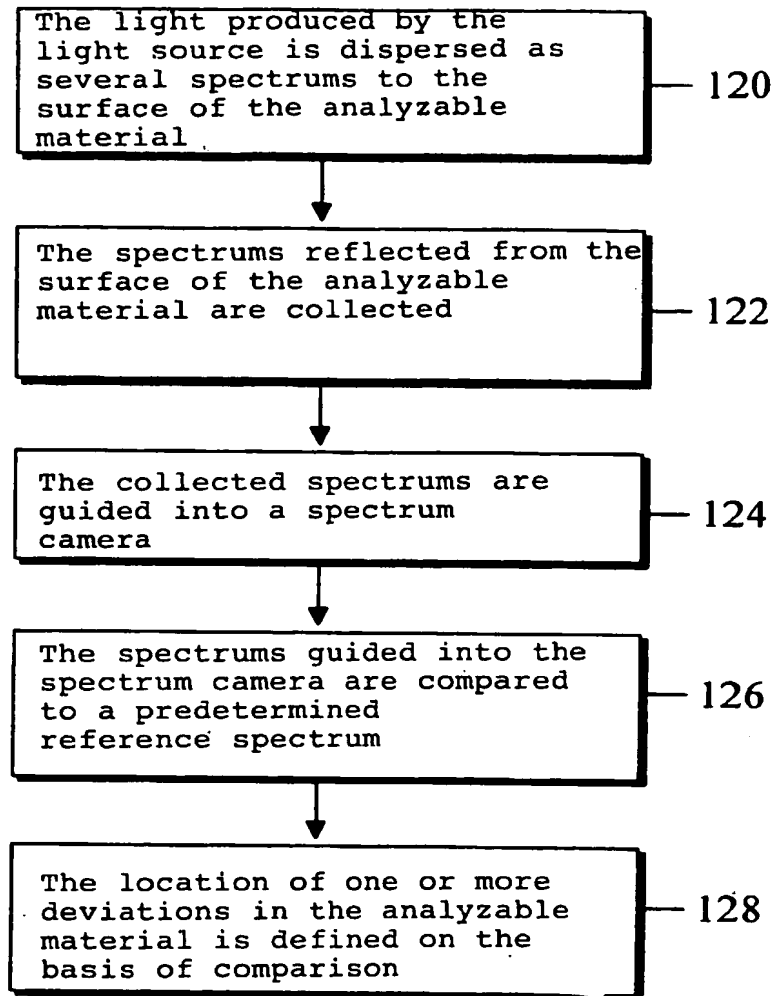 The light produced by the
light source is dispersed as
several spectrums to the
surface of the analyzable
material
120
The spectrums reflected from the
surface of the analyzable
material are collected
122
The collected spectrums are
guided into a spectrum
camera
124
The spectrums guided into the
spectrum camera are compared
to a predetermined
reference spectrum
126
The location of one or more
deviations in the analyzable
material is defined on the
basis of comparison
128